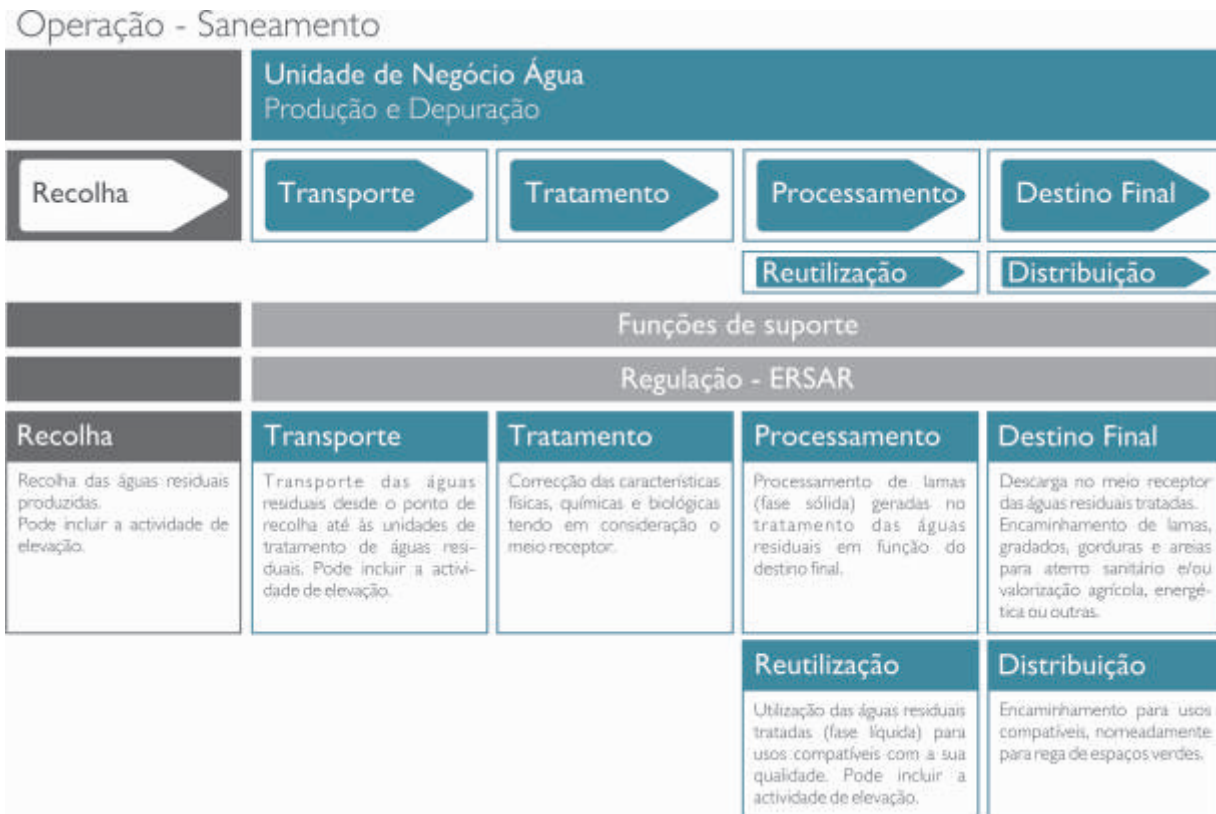 Operação - Saneamento
Unidade de Negócio Água
Produção e Depuração
Recolha
Transporte
Tratamento
Processamento
Destino Final
Reutilização
Distribuição
Funções de suporte
Regulação - ERSAR
Recolha
Recolha das águas residuais
produzidas.
Pode incluir a actividade de
elevação.
Transporte
Transporte das águas
residuais desde o ponto de
recolha até às unidades de
tratamento de águas resi-
duais. Pode incluir a activi-
dade de elevação.
Tratamento
Correcção das características
físicas, químicas e biológicas
tendo em consideração o
meio receptor.
Processamento
Processamento de lamas
(fase sólida) geradas no
tratamento das águas
residuais em função do
destino final.
Destino Final
Descarga no meio receptor
das águas residuais tratadas.
Encaminhamento de lamas,
gradados, gorduras e areias
para aterro sanitário e/ou
valorização agrícola, energé-
tica ou outras.
Reutilização
Utilização das águas residuais
tratadas (fase líquida) para
usos compatíveis com a sua
qualidade. Pode incluir a
actividade de elevação.
Distribuição
Encaminhamento para usos
compatíveis, nomeadamente
para rega de espaços verdes.